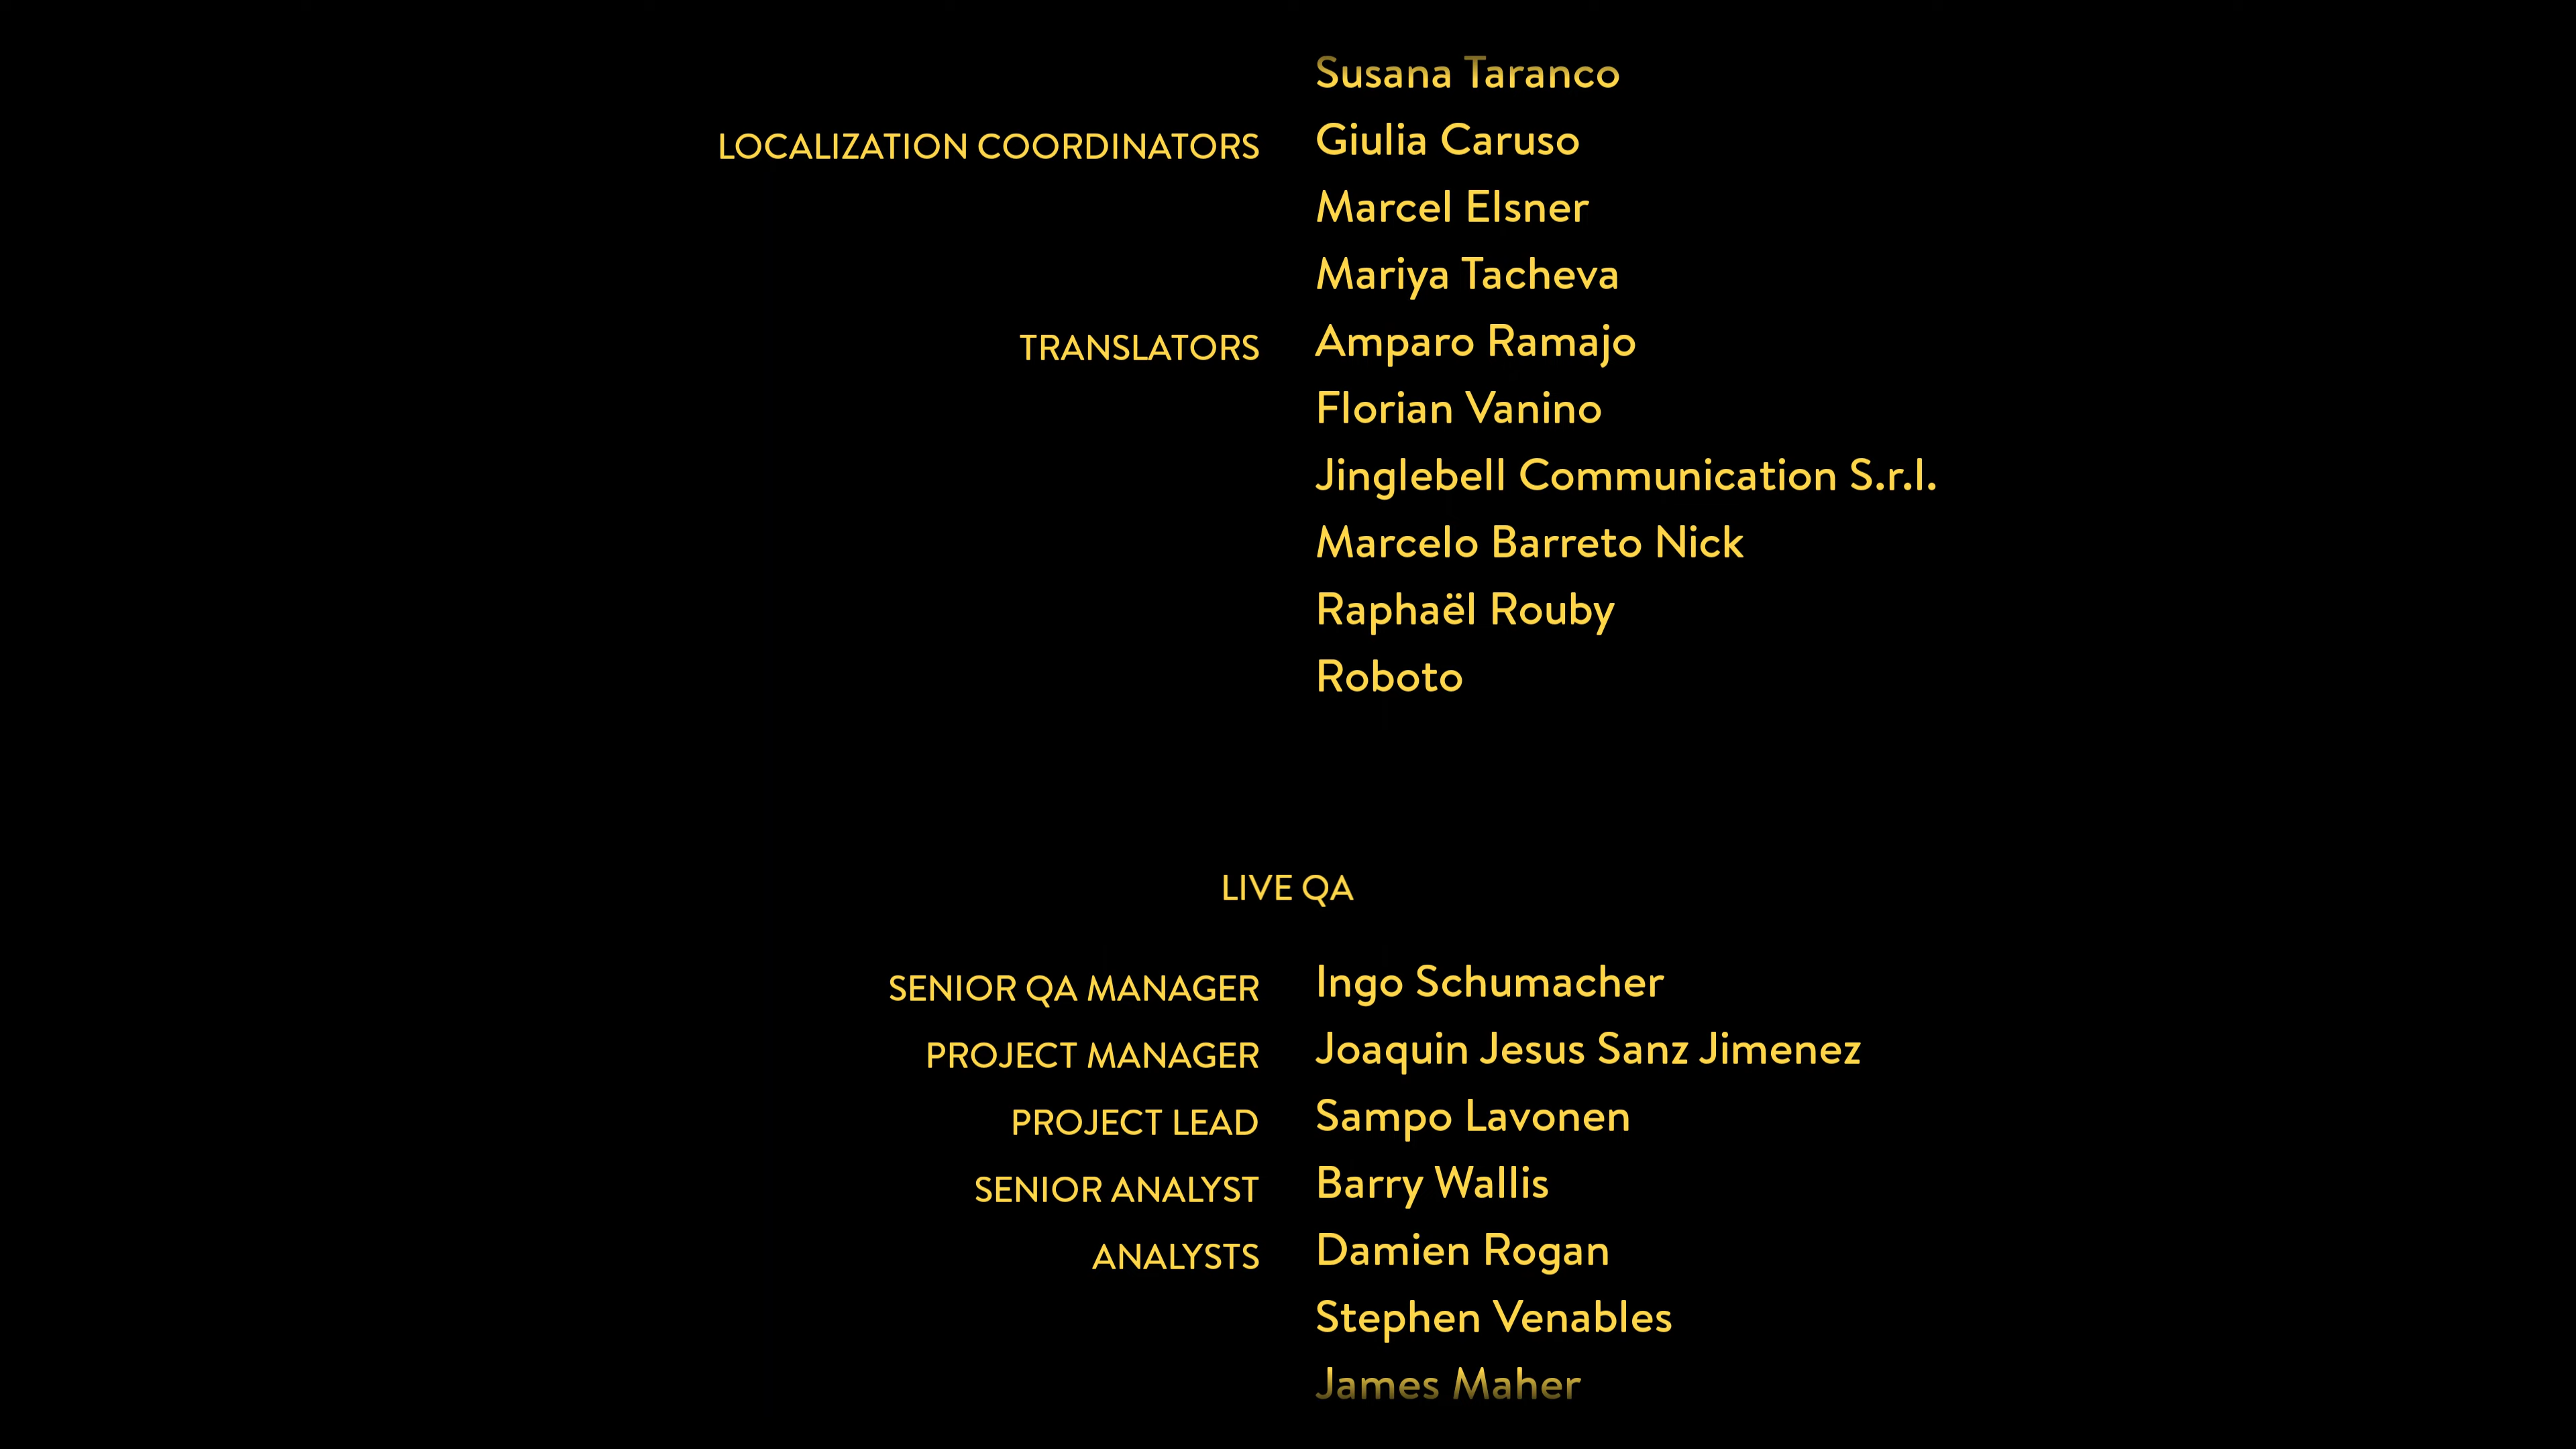 Susana Taranco
LOCALIZATION COORDINATORS Giulia Caruso
Marcel Elsner
Mariya Tacheva
TRANSLATORS Amparo Ramajo
Florian Vanino
Jinglebell Communication S.r.l.
Marcelo Barreto Nick
Raphaël Rouby
Roboto
LIVE QA
SENIOR QA MANAGER Ingo Schumacher
PROJECT MANAGER Joaquin Jesus Sanz Jimenez
PROJECT LEAD Sampo Lavonen
SENIOR ANALYST Barry Wallis
ANALYSTS Damien Rogan
Stephen Venables
James Maher